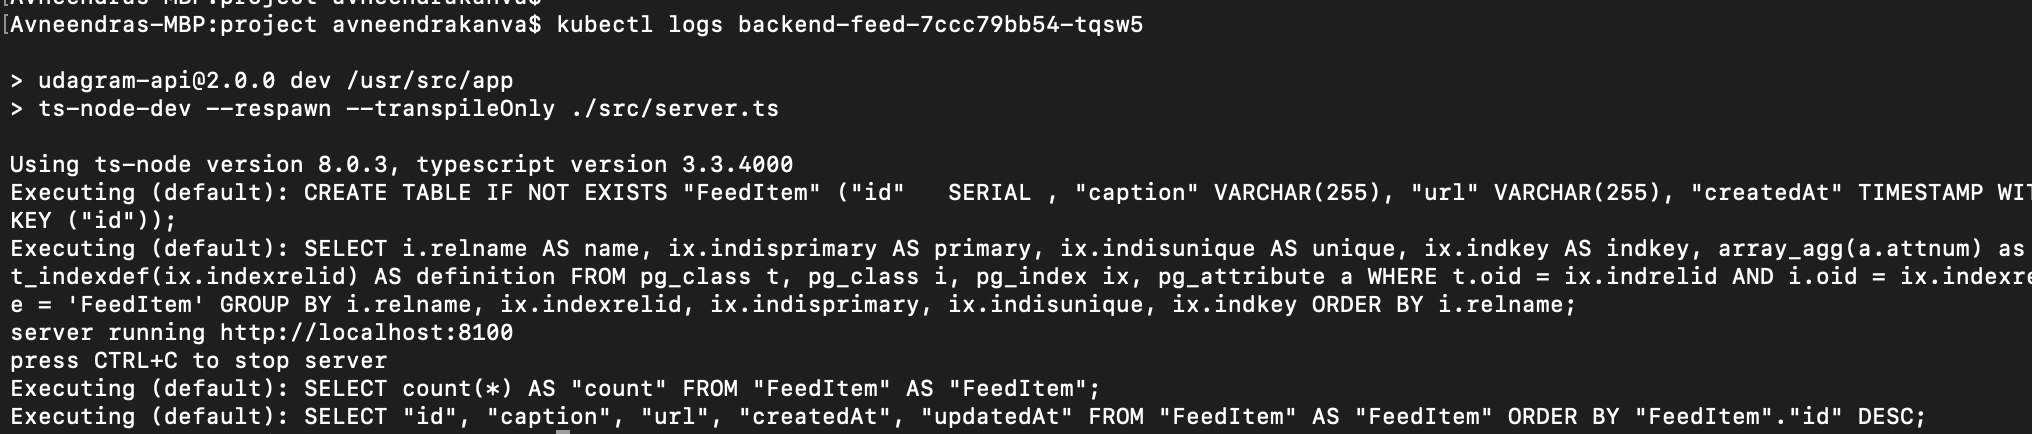 [Avneendras-MBP:project avneendrakanva$ kubectl logs backend-feed-7ccc79bb54-tqsw5
> udagram-api@2.0.0 dev /usr/src/app
> ts-node-dev --respawn --transpileOnly ./src/server.ts
Using ts-node version 8.0.3, typescript version 3.3.4000
Executing (default): CREATE TABLE IF NOT EXISTS "FeedItem" ("id"   SERIAL , "caption" VARCHAR(255), "url" VARCHAR(255), "createdAt" TIMESTAMP WIT
KEY ("id"));
Executing (default): SELECT i.relname AS name, ix.indisprimary AS primary, ix.indisunique AS unique, ix.indkey AS indkey, array_agg(a.attnum) as
t_indexdef(ix.indexrelid) AS definition FROM pg_class t, pg_class i, pg_index ix, pg_attribute a WHERE t.oid = ix.indrelid AND i.oid = ix.indexre
e = 'FeedItem' GROUP BY i.relname, ix.indexrelid, ix.indisprimary, ix.indisunique, ix.indkey ORDER BY i.relname;
server running http://localhost:8100
press CTRL+C to stop server
Executing (default): SELECT count(*) AS "count" FROM "FeedItem" AS "FeedItem";
Executing (default): SELECT "id", "caption", "url", "createdAt", "updatedAt" FROM "FeedItem" AS "FeedItem" ORDER BY "FeedItem"."id" DESC;